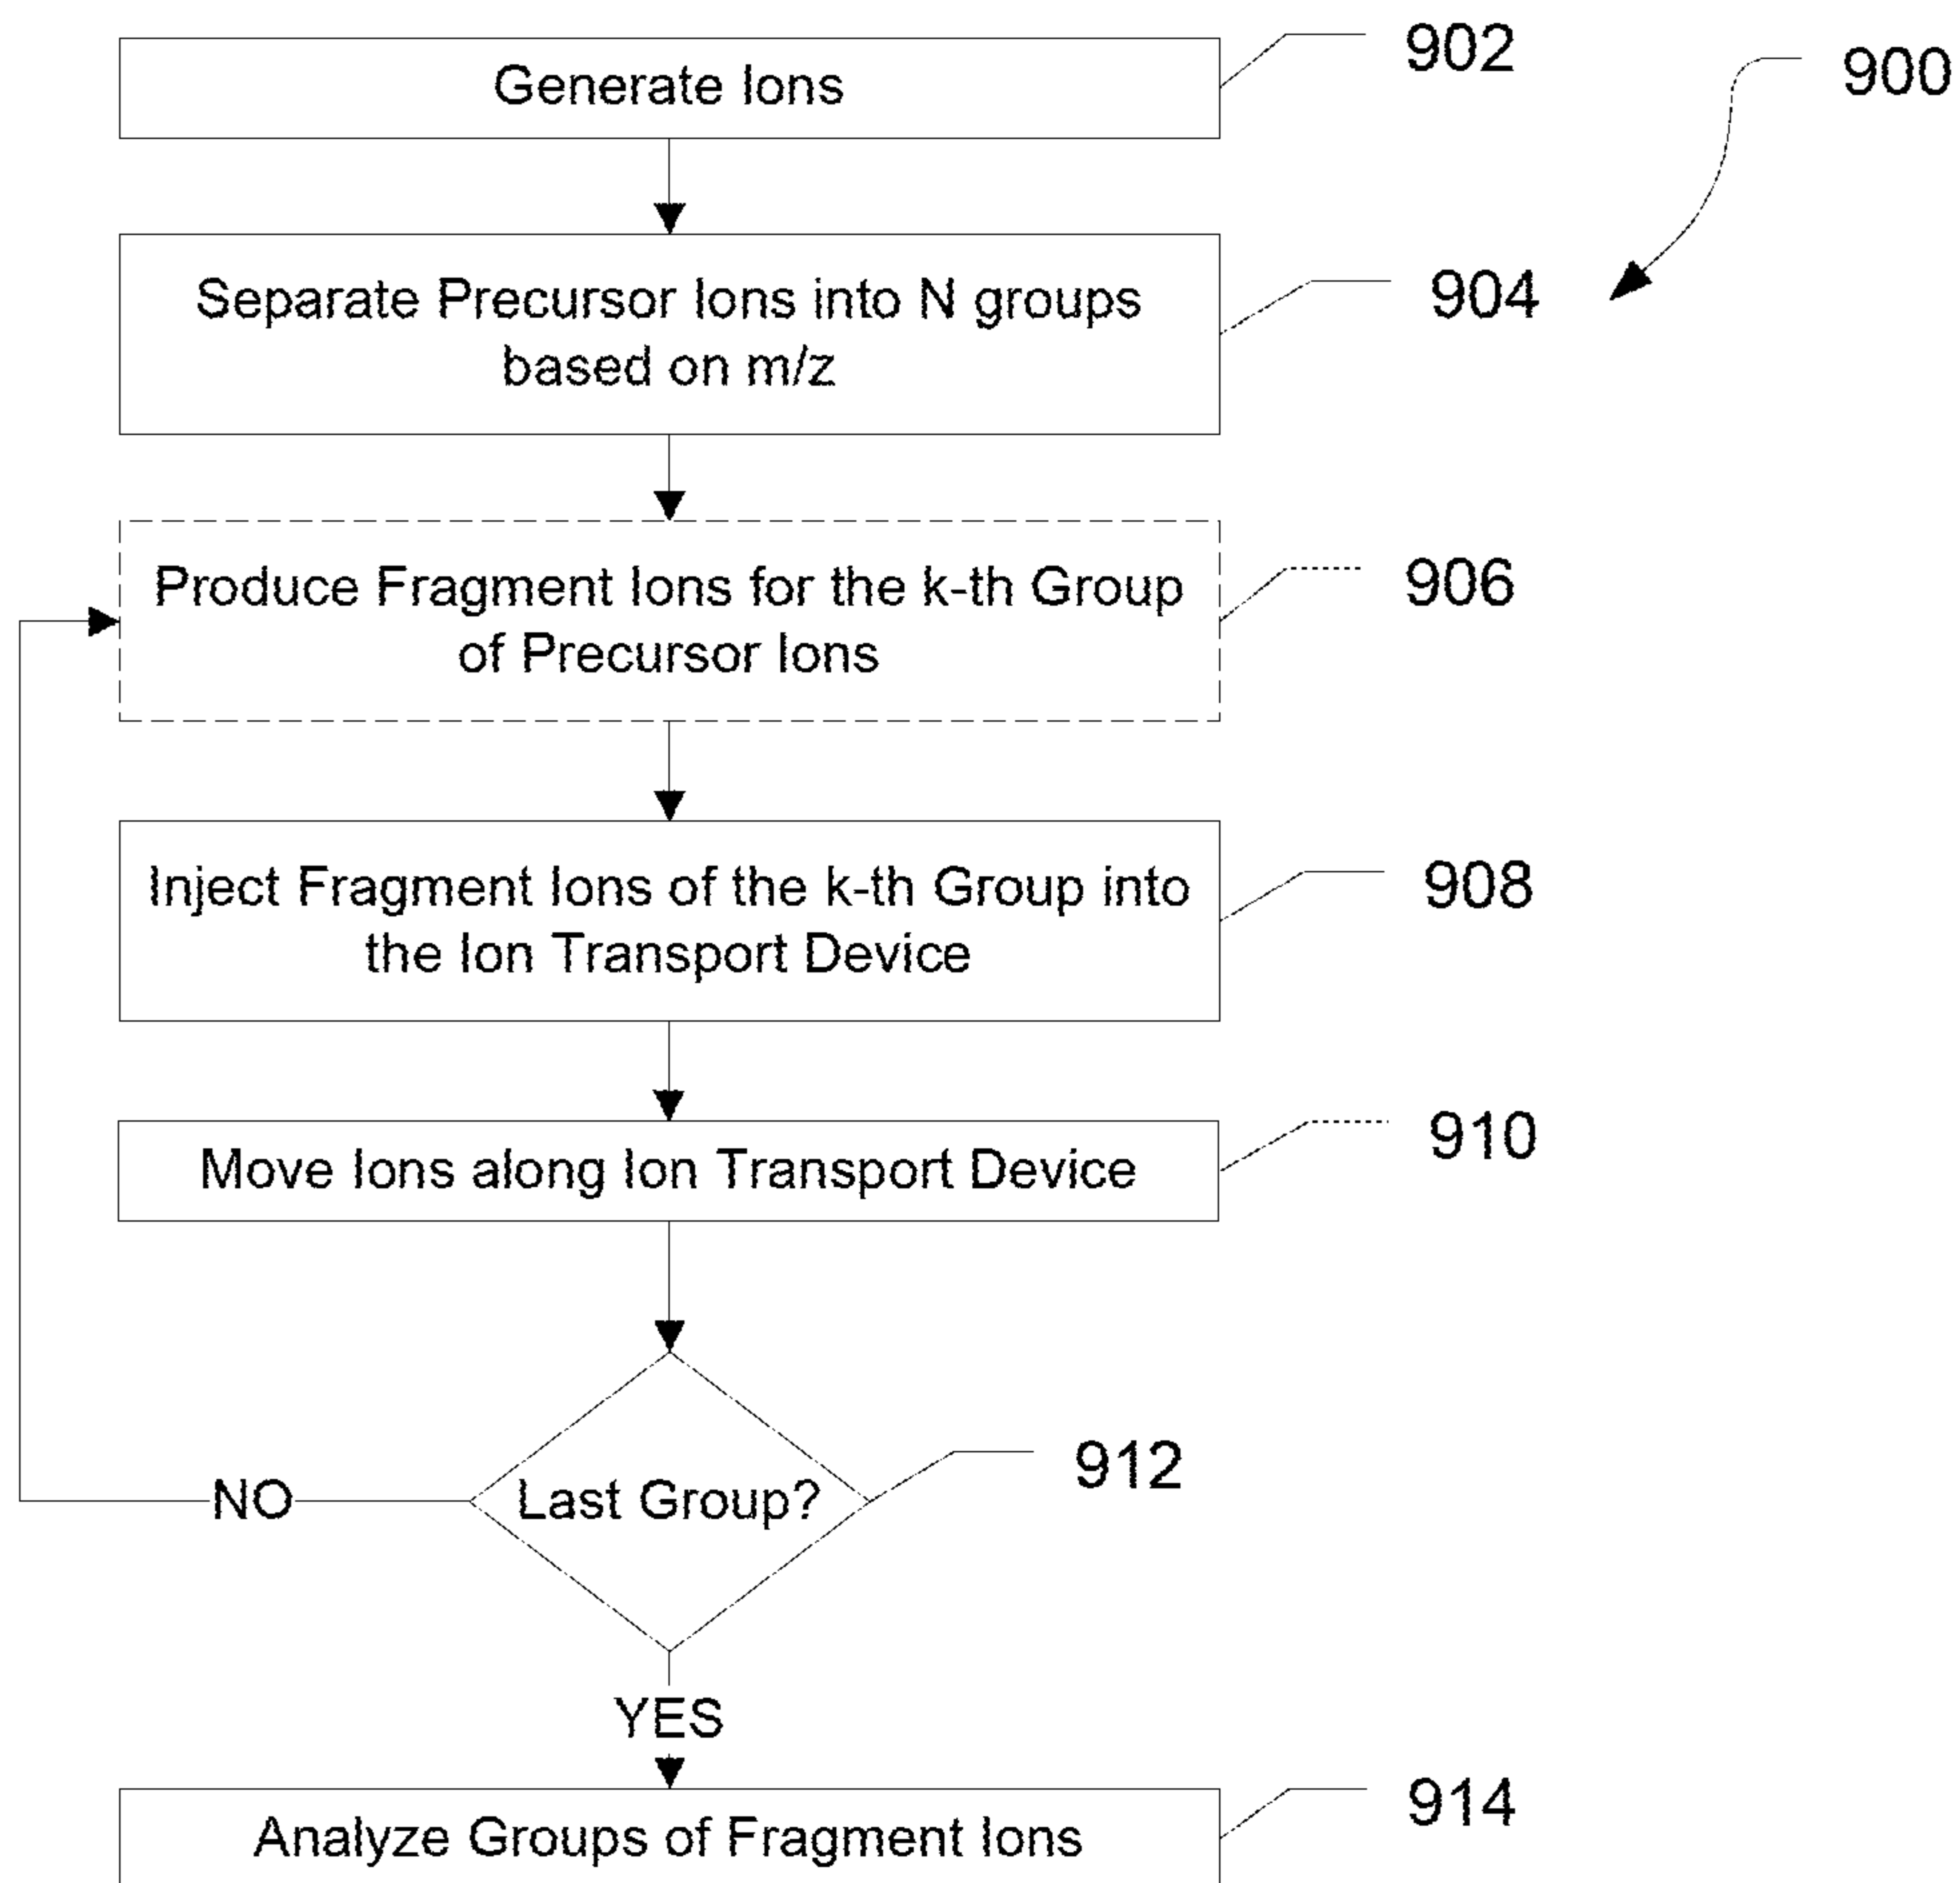 Generate Ions
902
900
Separate Precursor Ions into N groups
based on m/z
904
Produce Fragment Ions for the k-th Group
of Precursor Ions
906
Inject Fragment Ions of the k-th Group into
the Ion Transport Device
908
Move Ions along Ion Transport Device
910
Last Group?
912
NO
YES
Analyze Groups of Fragment Ions
914